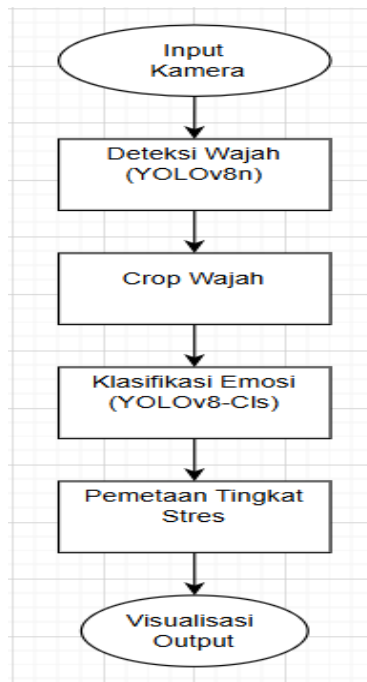 Input
Kamera
Deteksi Wajah
(YOLOv8n)
Crop Wajah
Klasifikasi Emosi
(YOLOv8-Cls)
Pemetaan Tingkat
Stres
Visualisasi
Output